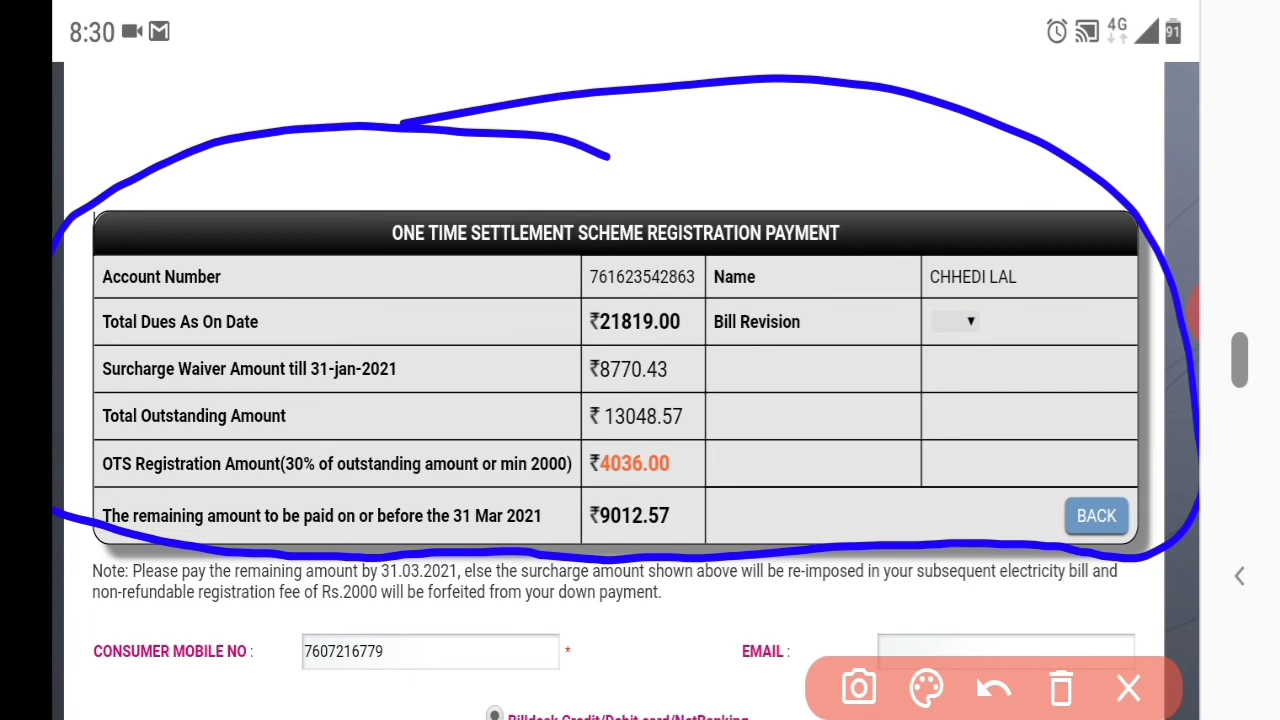 8:30
4G
91
ONE TIME SETTLEMENT SCHEME REGISTRATION PAYMENT
Account Number 761623542863 Name CHHEDI LAL
Total Dues As On Date ₹21819.00 Bill Revision
Surcharge Waiver Amount till 31-jan-2021 ₹8770.43
Total Outstanding Amount ₹ 13048.57
OTS Registration Amount(30% of outstanding amount or min 2000) ₹4036.00
The remaining amount to be paid on or before the 31 Mar 2021 ₹9012.57 BACK
Note: Please pay the remaining amount by 31.03.2021, else the surcharge amount shown above will be re-imposed in your subsequent electricity bill and
non-refundable registration fee of Rs.2000 will be forfeited from your down payment.
CONSUMER MOBILE NO : 7607216779 * EMAIL :
Billdesk Credit/Debit card/NetBanking